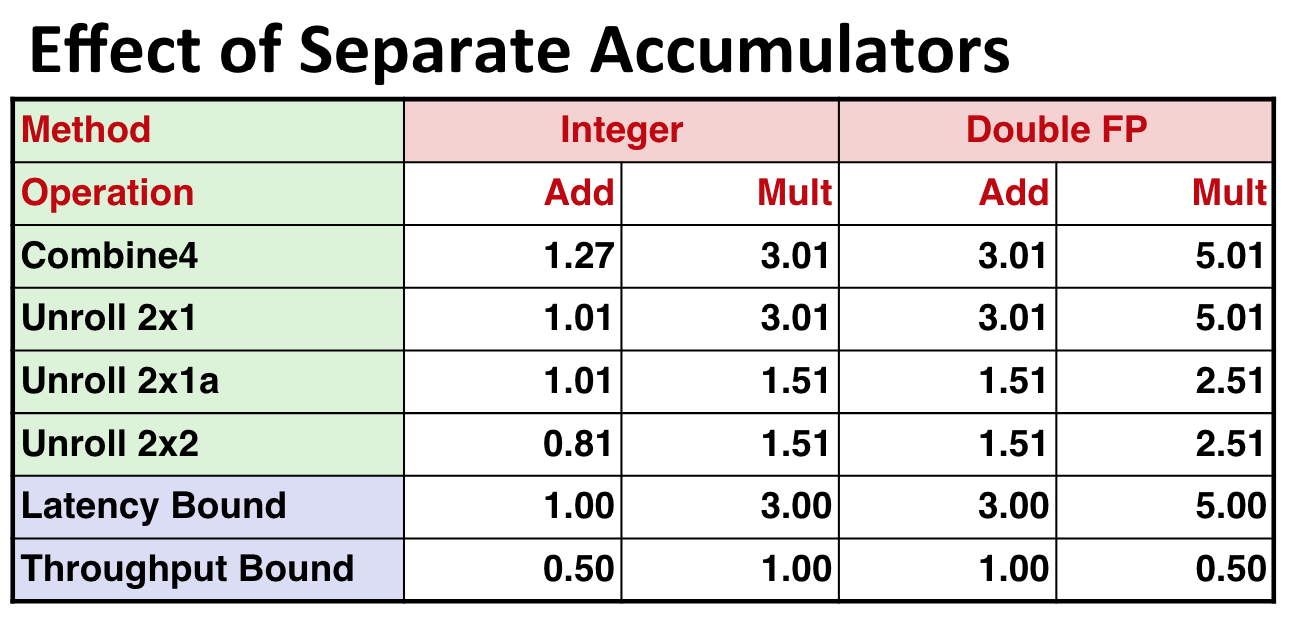 Effect of Separate Accumulators
Method Integer Double FP
Operation Add Mult Add Mult
Combine4 1.27 3.01 3.01 5.01
Unroll 2x1 1.01 3.01 3.01 5.01
Unroll 2x1a 1.01 1.51 1.51 2.51
Unroll 2x2 0.81 1.51 1.51 2.51
Latency Bound 1.00 3.00 3.00 5.00
Throughput Bound 0.50 1.00 1.00 0.50